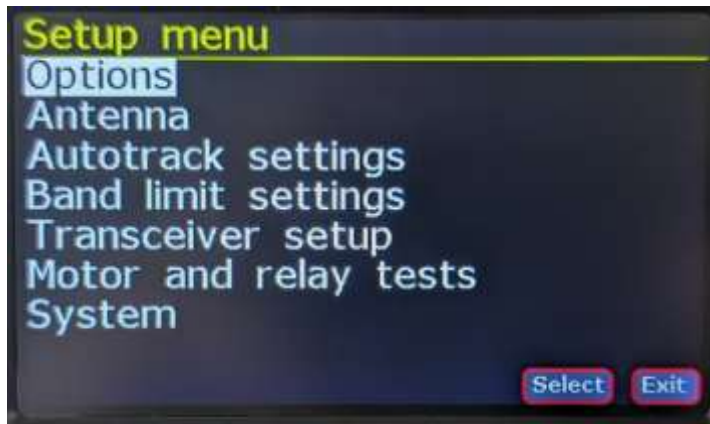 Setup menu
Options
Antenna
Autotrack settings
Band limit settings
Transceiver setup
Motor and relay tests
System
Select Exit